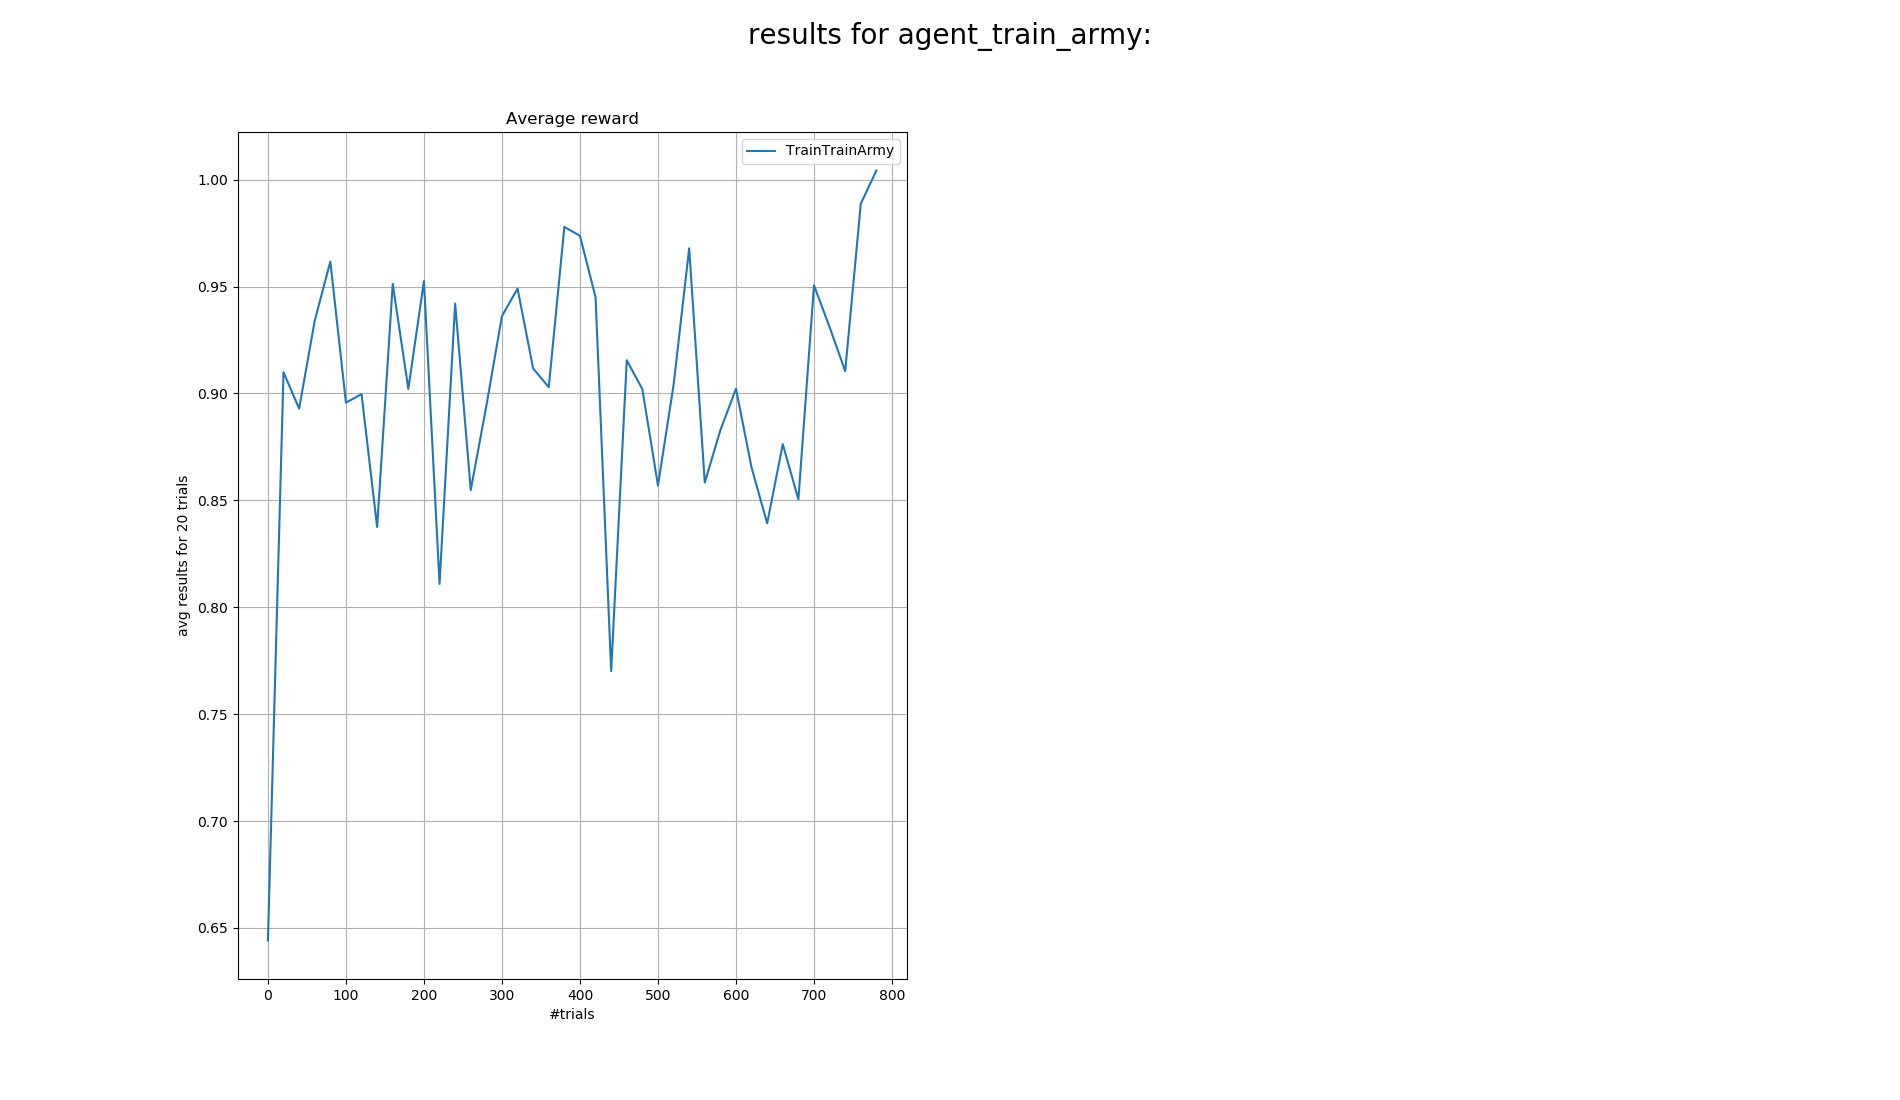 results for agent_train_army:
Average reward
TrainTrainArmy
1.00
0.95
0.90
0.85
0.80
0.75
0.70
0.65
avg results for 20 trials
0 100 200 300 400 500 600 700 800
#trials